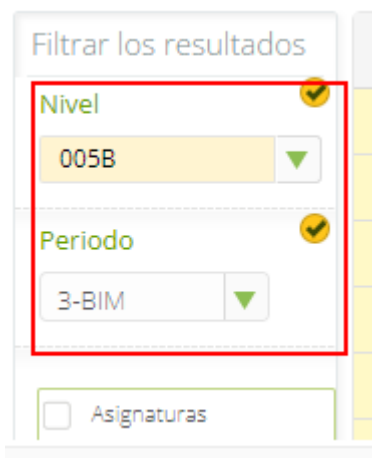 Filtrar los resultados
Nivel
005B
Periodo
3-BIM
Asignaturas